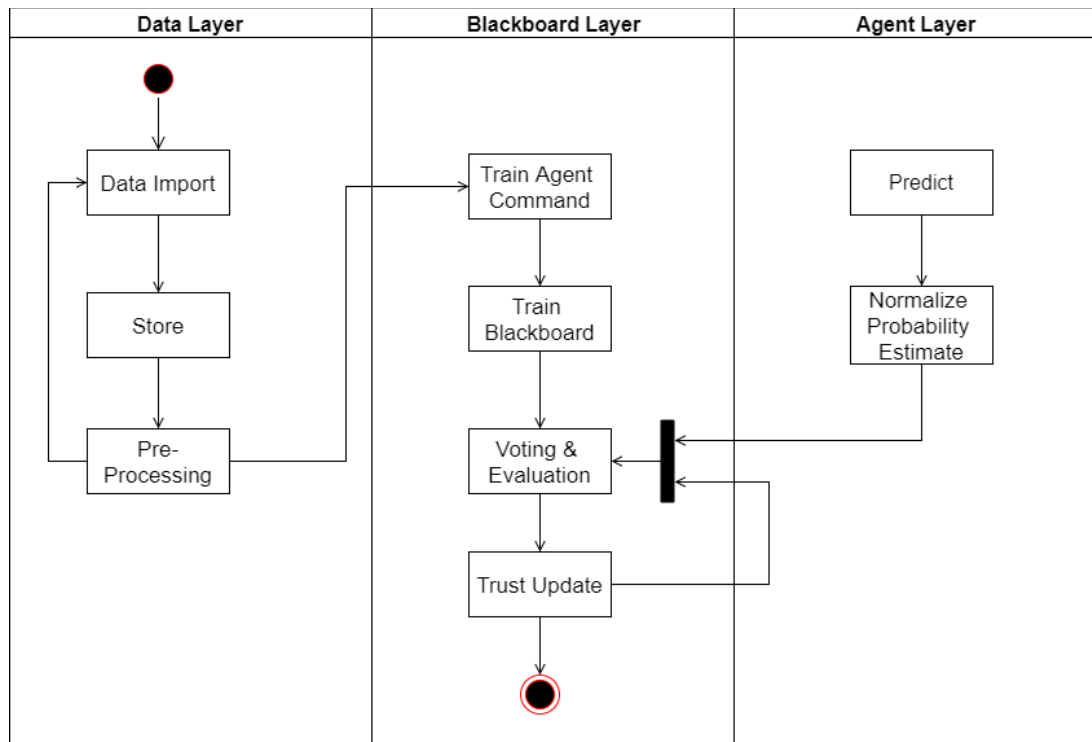 Data Layer
Blackboard Layer
Agent Layer
Data Import
Store
Pre-
Processing
Train Agent
Command
Train
Blackboard
Voting &
Evaluation
Trust Update
Predict
Normalize
Probability
Estimate